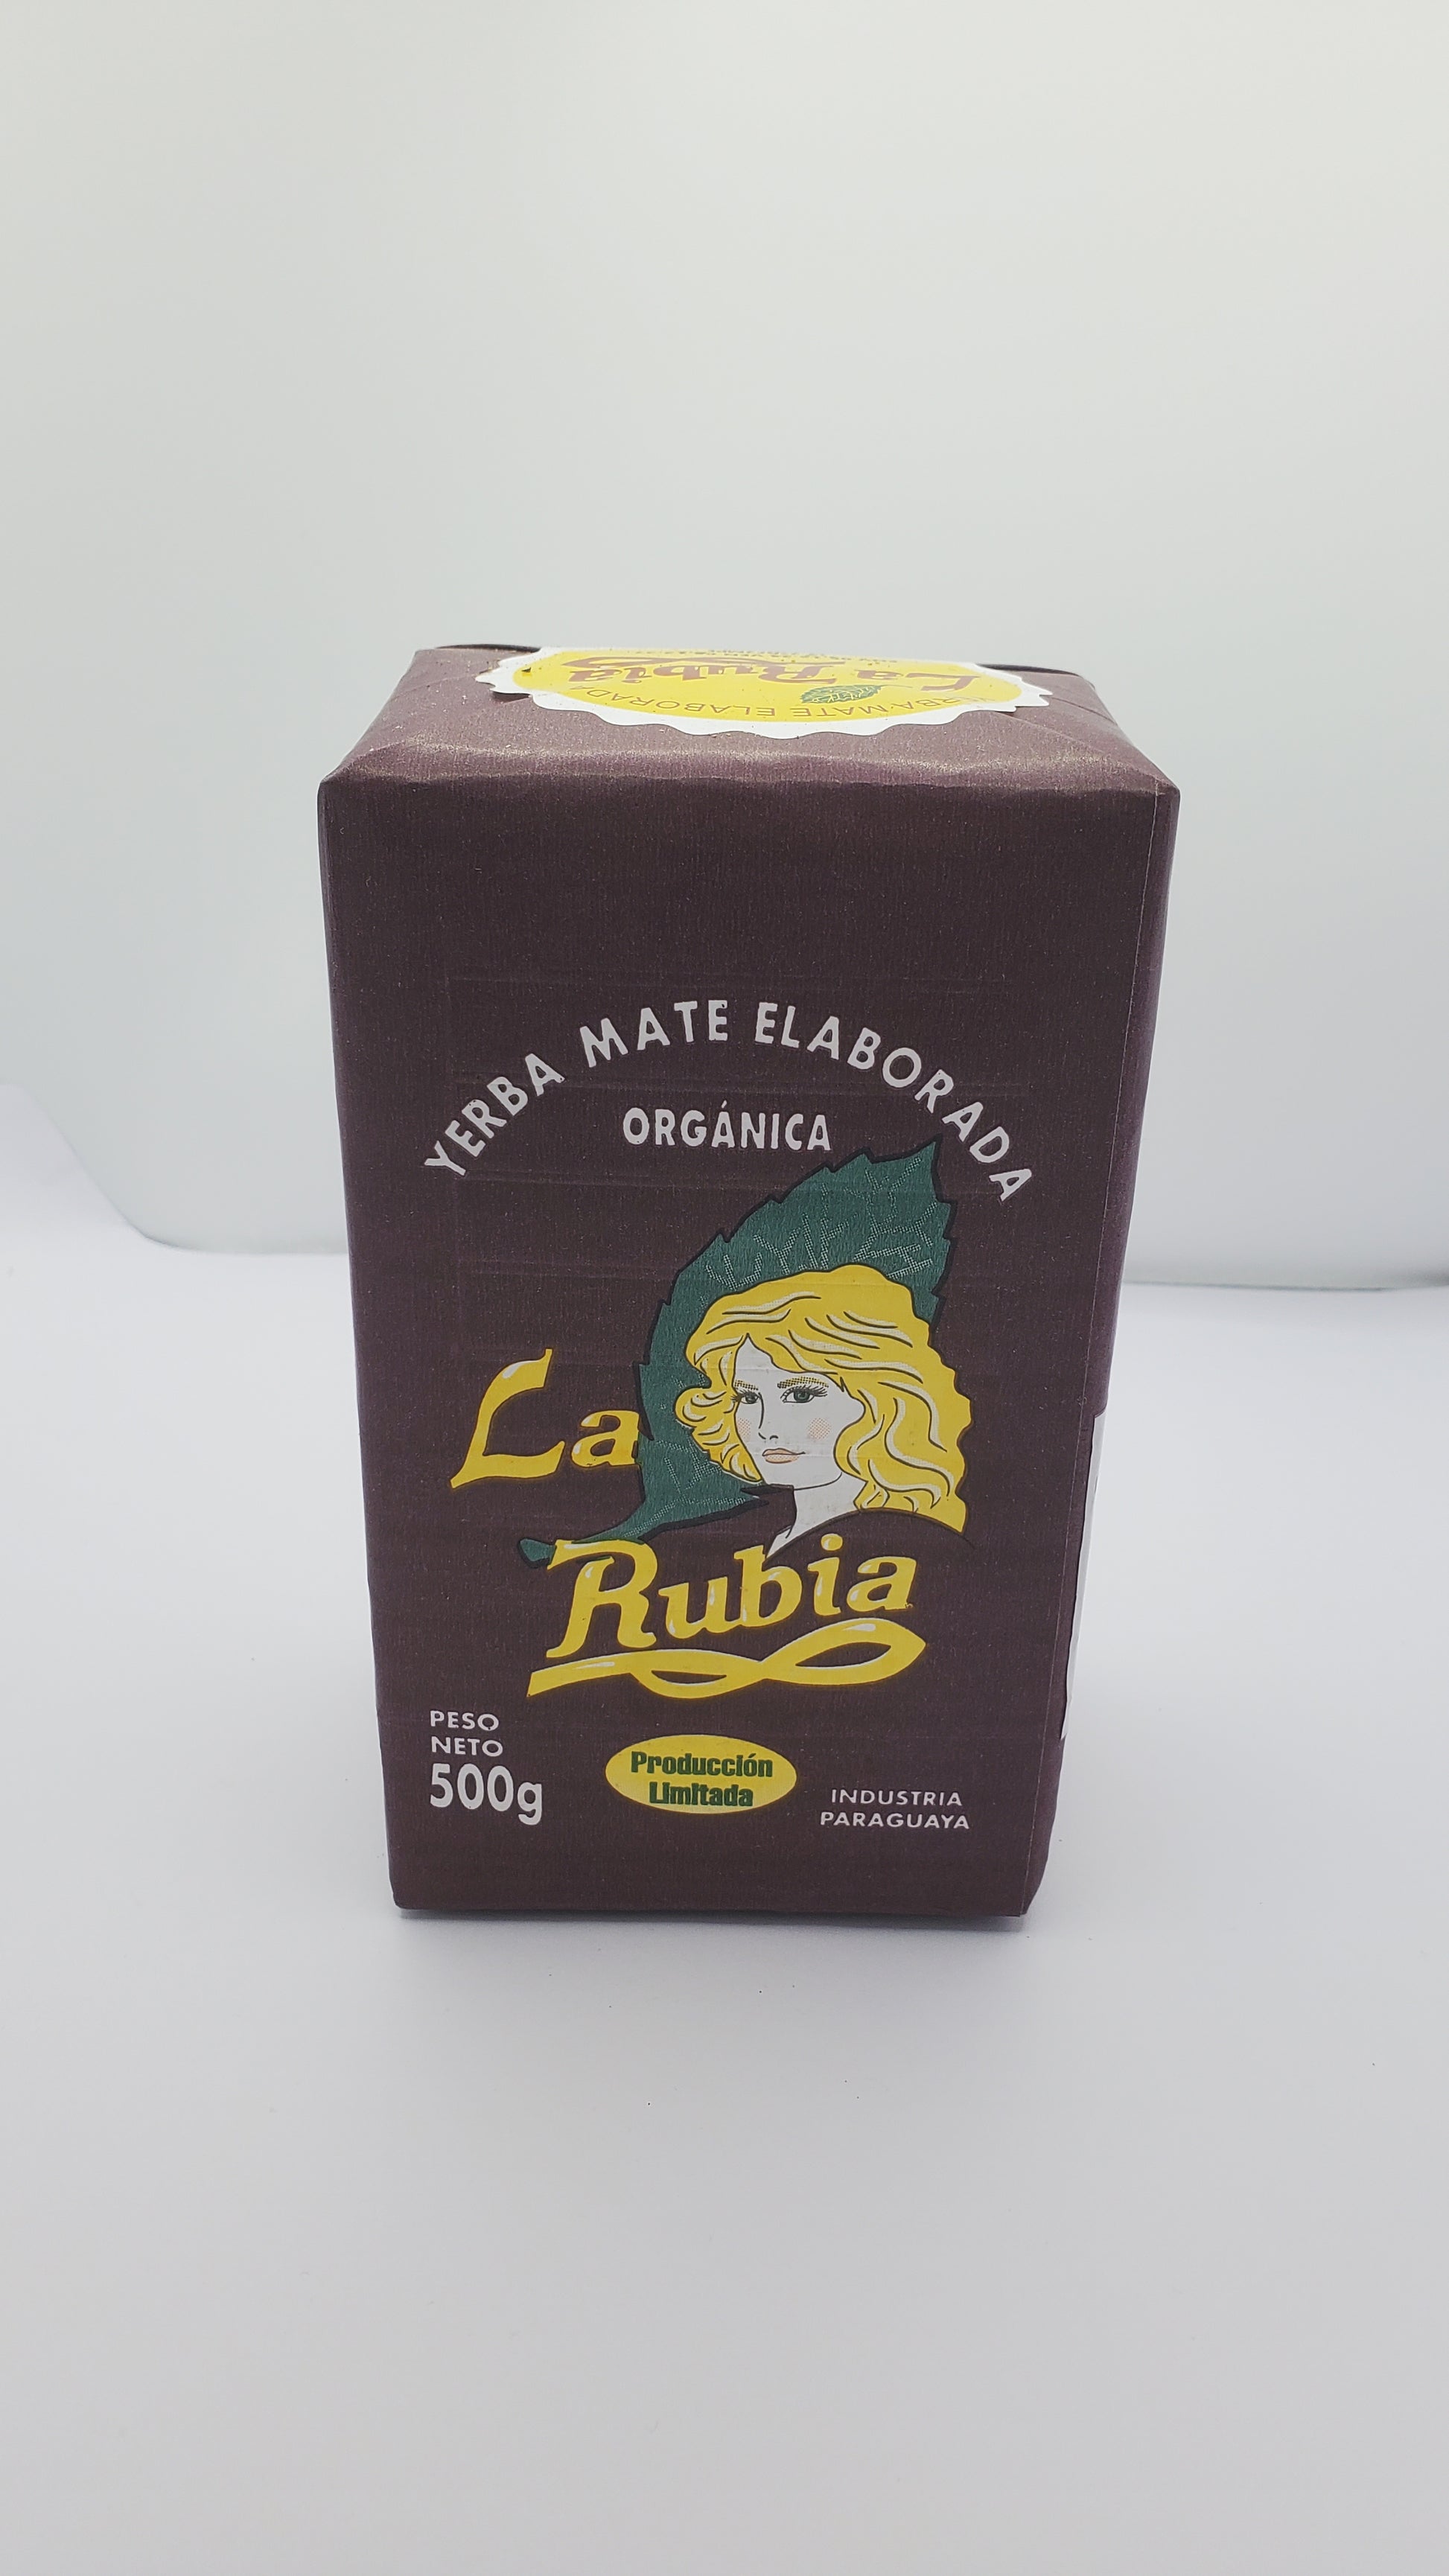 La Rubia
YERBA MATE ELABORADA
YERBA MATE ELABORADA
ORGÁNICA
La
Rubia
PESO
NETO
500g
Producción
Limitada
INDUSTRIA
PARAGUAYA